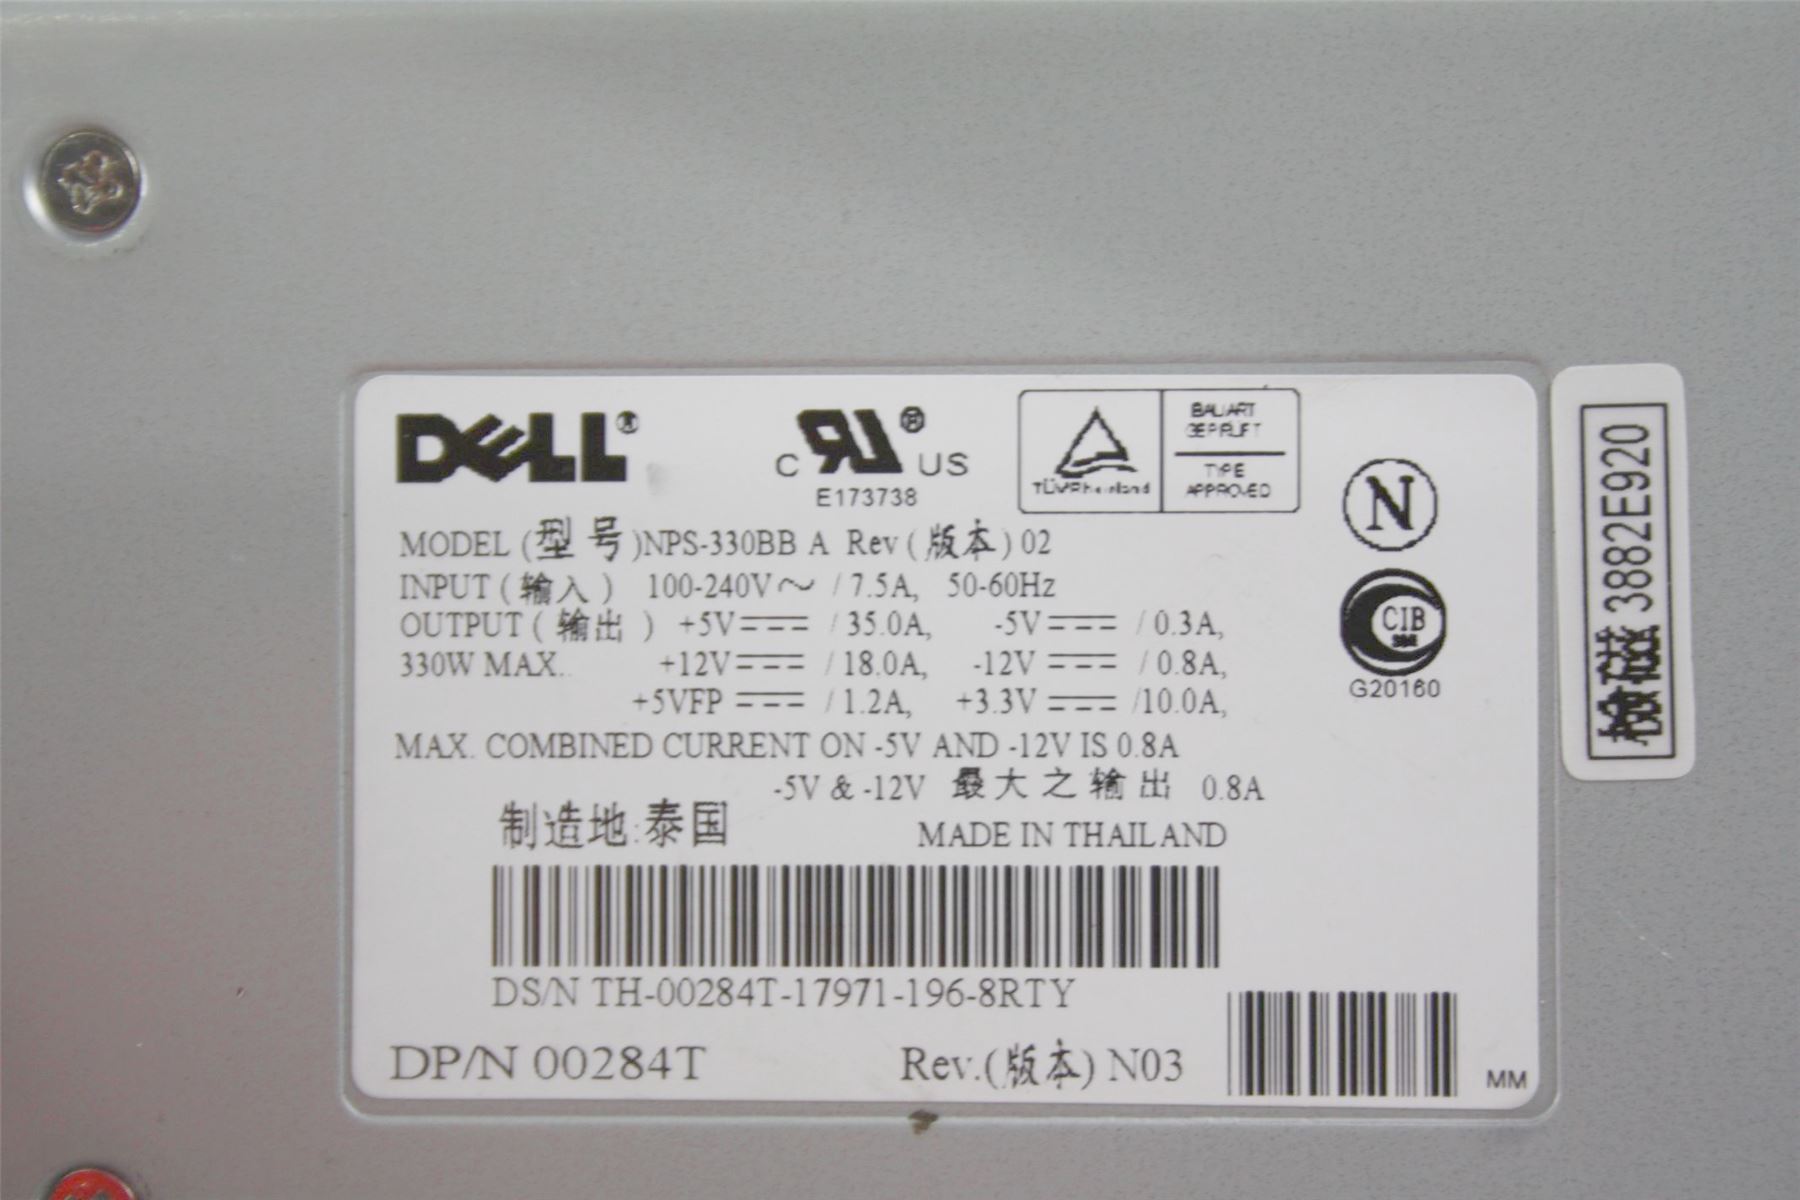 DELL®
C RU® US
E173738
TÜVRheinland
BAUART
GEPRÜFT
TYPE
APPROVED
N
MODEL (型号)NPS-330BB A Rev (版本) 02
INPUT (输入) 100-240V～ / 7.5A, 50-60Hz
OUTPUT (输出) +5V⎓ / 35.0A, -5V⎓ / 0.3A,
330W MAX.. +12V⎓ / 18.0A, -12V⎓ / 0.8A,
+5VFP⎓ / 1.2A, +3.3V⎓ /10.0A,
CIB
G20160
MAX. COMBINED CURRENT ON -5V AND -12V IS 0.8A
-5V & -12V 最大之输出 0.8A
制造地:泰国 MADE IN THAILAND
DS/N TH-00284T-17971-196-8RTY
DP/N 00284T Rev.(版本) N03
MM
3882E920